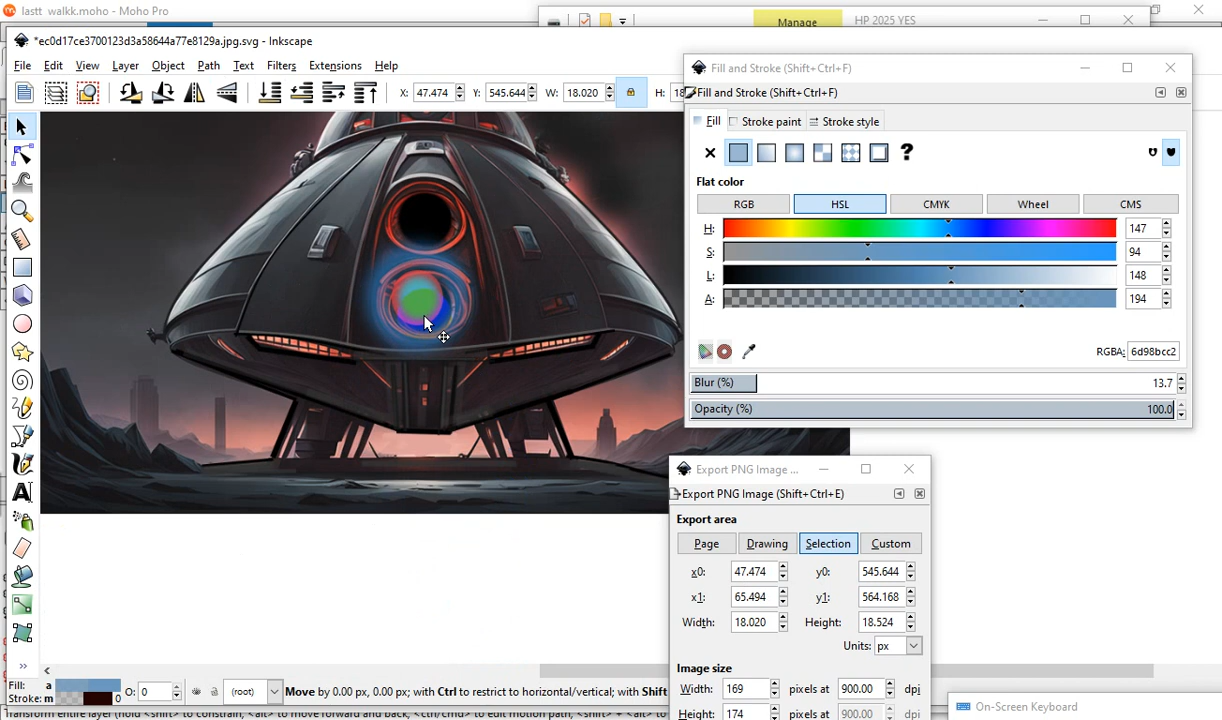 lastt walkk.moho - Moho Pro
Manage
HP 2025 YES
*ec0d17ce3700123d3a58644a77e8129a.jpg.svg - Inkscape
File Edit View Layer Object Path Text Filters Extensions Help
X: 47.474 Y: 545.644 W: 18.020 H: 18
Fill and Stroke (Shift+Ctrl+F)
Fill and Stroke (Shift+Ctrl+F)
Fill Stroke paint Stroke style
Flat color
RGB HSL CMYK Wheel CMS
H: 147
S: 94
L: 148
A: 194
RGBA: 6d98bcc2
Blur (%) 13.7
Opacity (%) 100.0
Export PNG Image ...
Export PNG Image (Shift+Ctrl+E)
Export area
Page Drawing Selection Custom
x0: 47.474 y0: 545.644
x1: 65.494 y1: 564.168
Width: 18.020 Height: 18.524
Units: px
Image size
Width: 169 pixels at 900.00 dpi
Height: 174 pixels at 900.00 dpi
Fill: a
Stroke: m 0
O: 0
(root)
Move by 0.00 px, 0.00 px; with Ctrl to restrict to horizontal/vertical; with Shift
On-Screen Keyboard